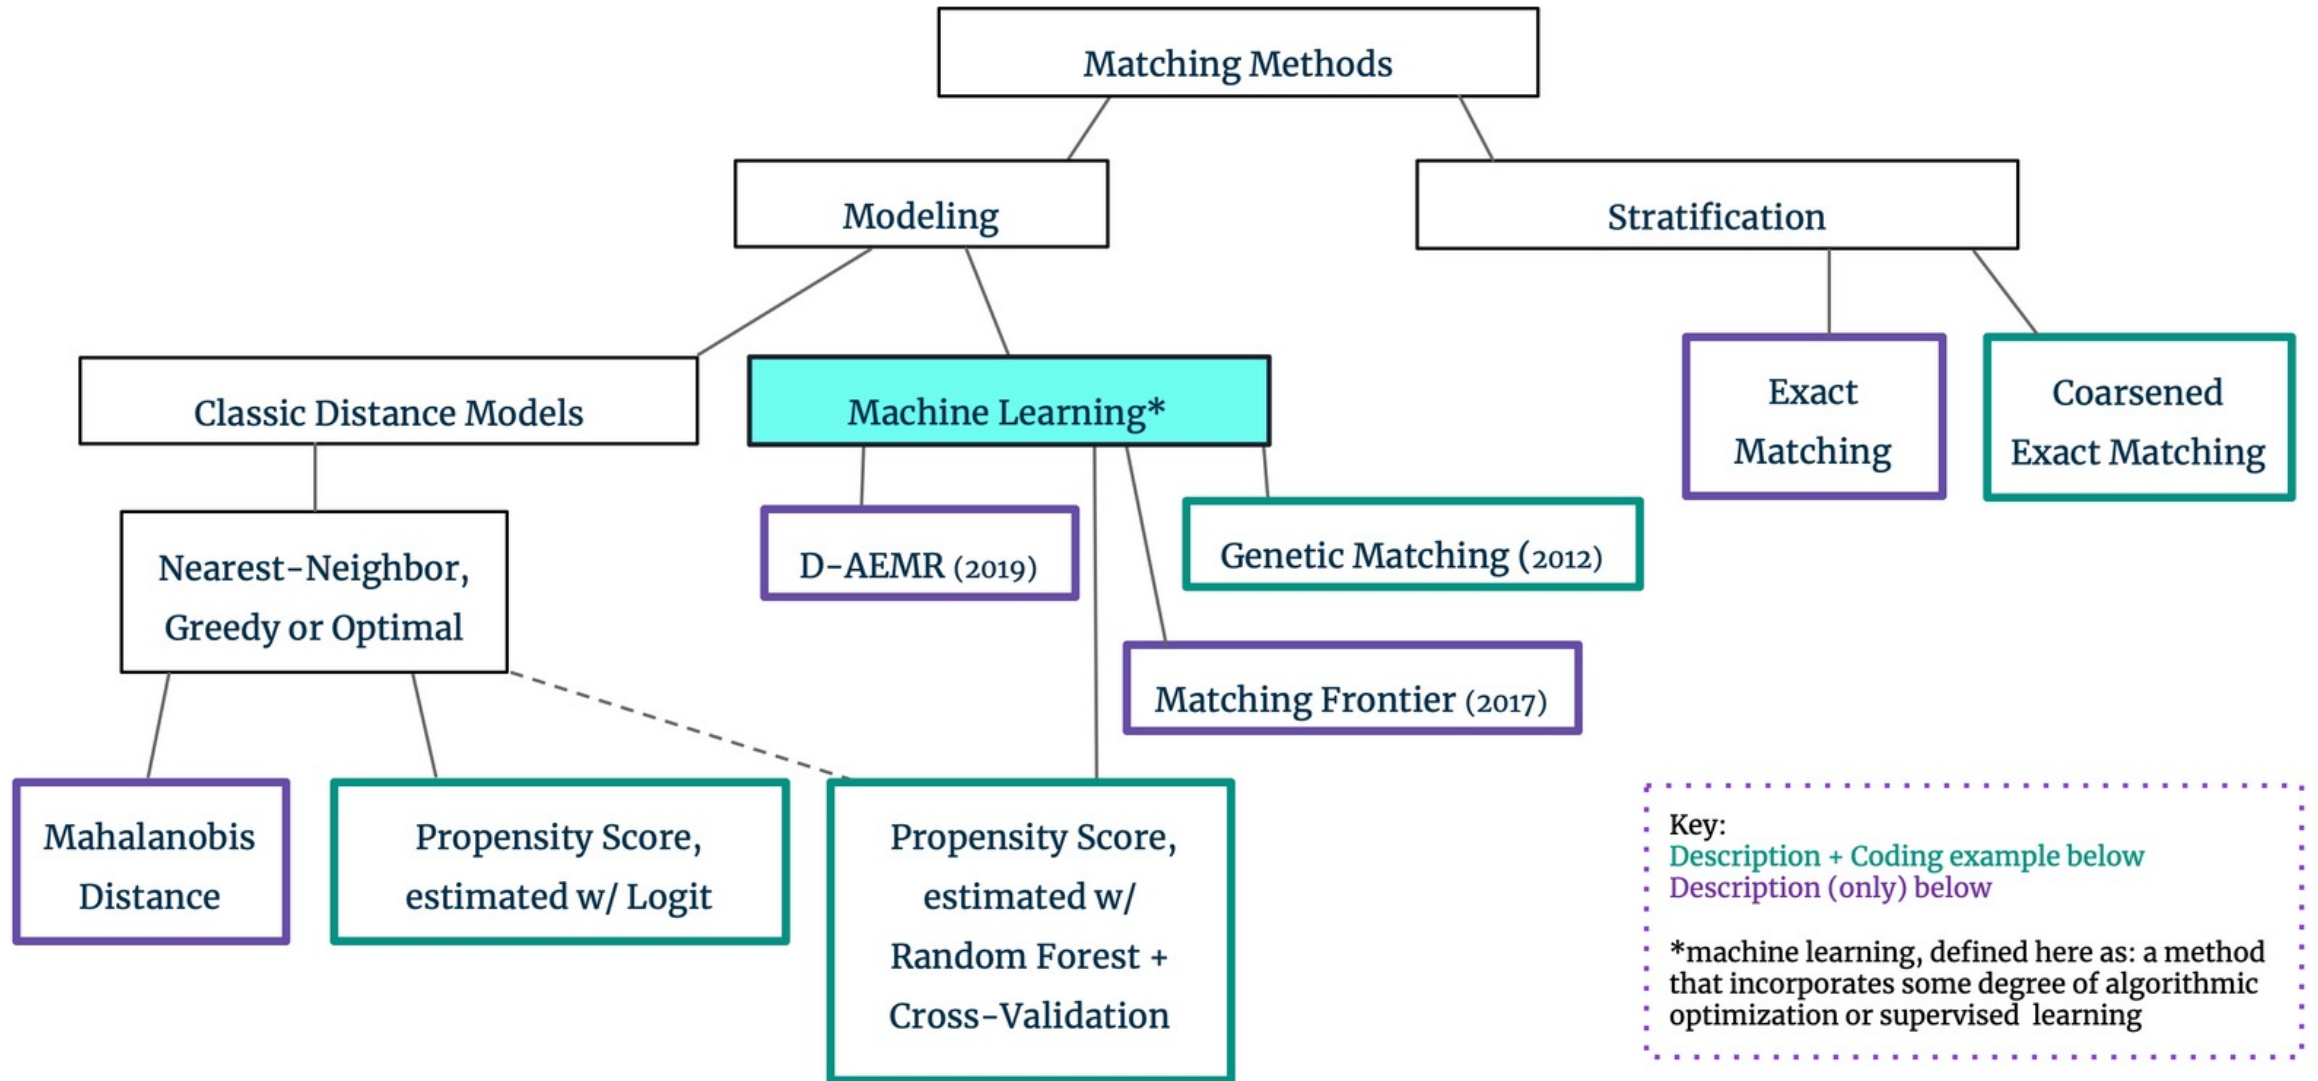 Matching Methods
Modeling
Stratification
Classic Distance Models
Machine Learning*
Exact
Matching
Coarsened
Exact Matching
Nearest-Neighbor,
Greedy or Optimal
D-AEMR (2019)
Genetic Matching (2012)
Matching Frontier (2017)
Mahalanobis
Distance
Propensity Score,
estimated w/ Logit
Propensity Score,
estimated w/
Random Forest +
Cross-Validation
Key:
Description + Coding example below
Description (only) below
*machine learning, defined here as: a method
that incorporates some degree of algorithmic
optimization or supervised learning